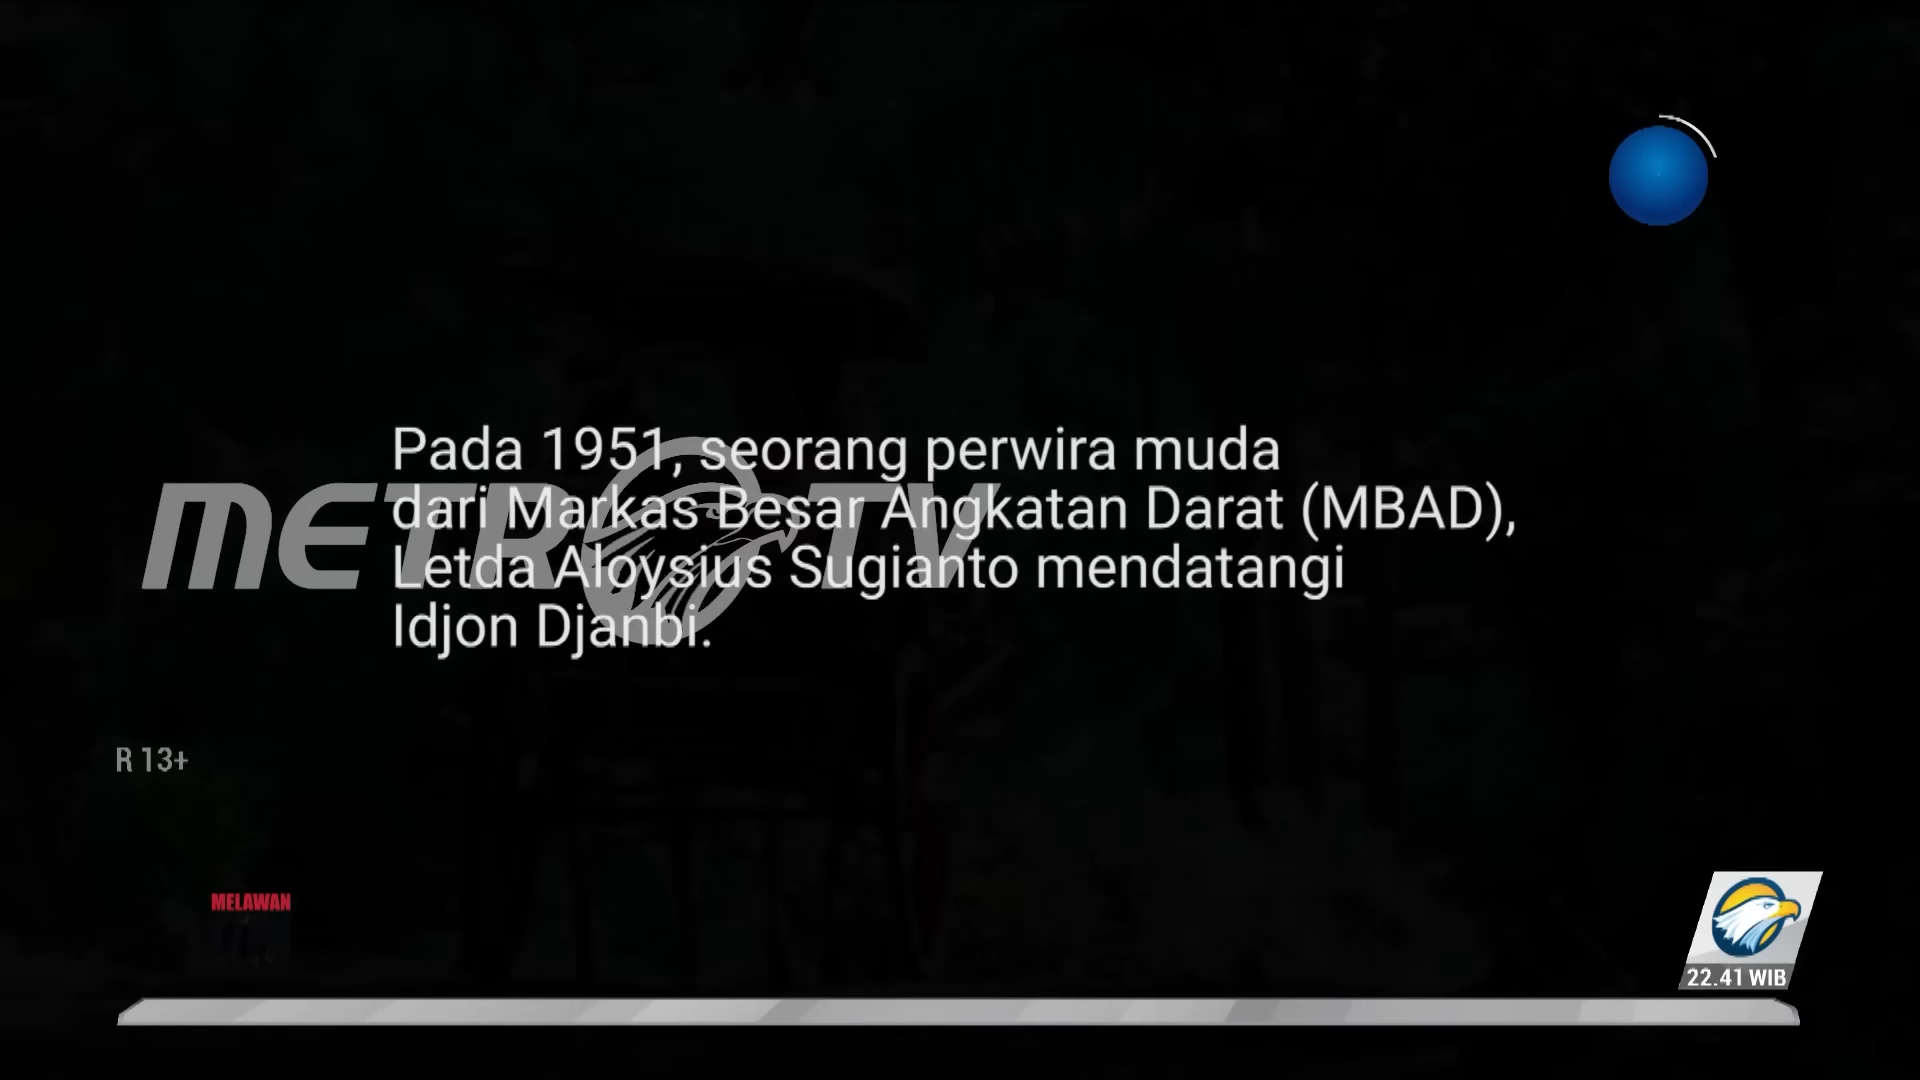 Pada 1951, seorang perwira muda
dari Markas Besar Angkatan Darat (MBAD),
Letda Aloysius Sugianto mendatangi
Idjon Djanbi.
METRO TV
R 13+
MELAWAN
22.41 WIB